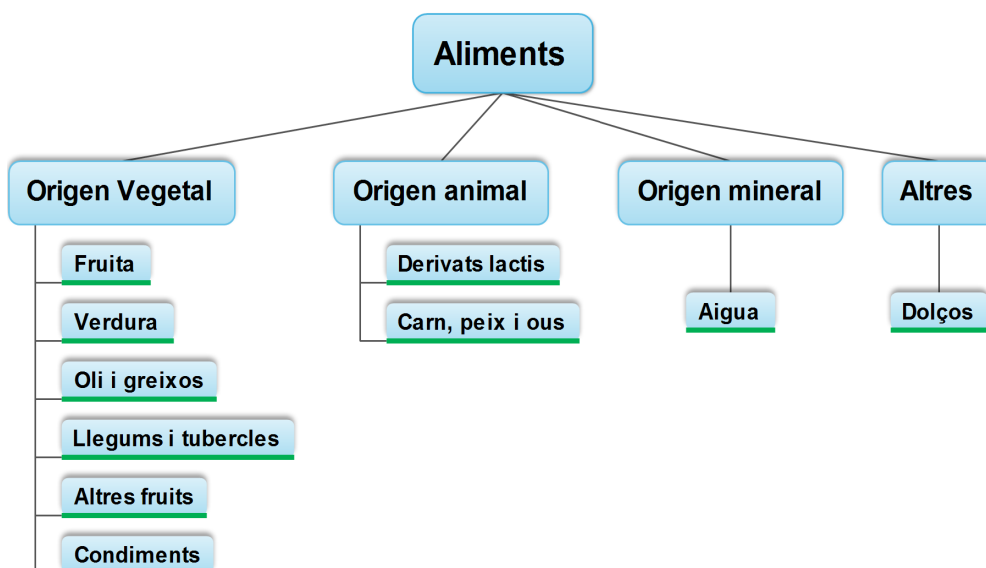 Aliments
Origen Vegetal
Fruita
Verdura
Oli i greixos
Llegums i tubercles
Altres fruits
Condiments
Origen animal
Derivats lactis
Carn, peix i ous
Origen mineral
Aigua
Altres
Dolços